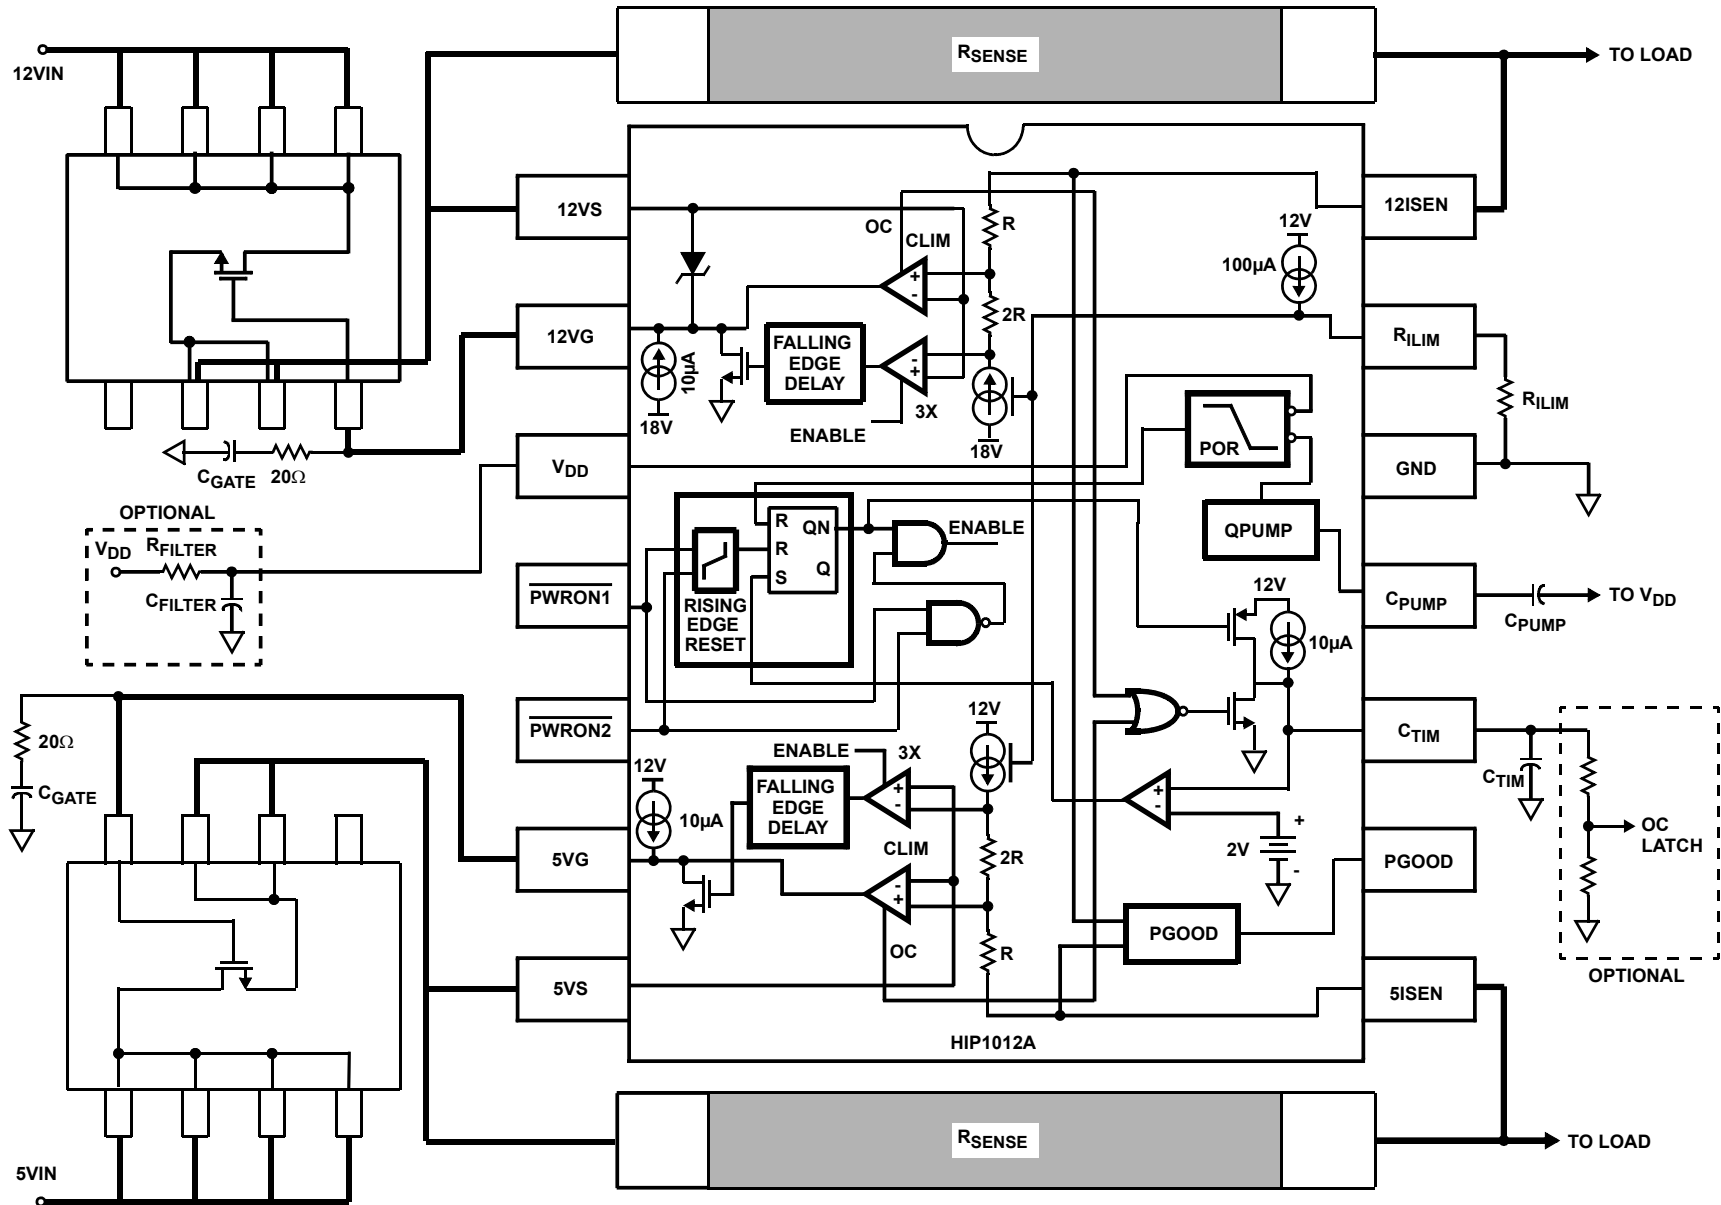 12VIN
RSENSE
TO LOAD
12VS
12VG
VDD
PWRON1
PWRON2
5VG
5VS
12ISEN
RILIM
GND
CPUMP
CTIM
PGOOD
5ISEN
OC
CLIM
R
2R
10µA
18V
FALLING
EDGE
DELAY
+
-
-
+
3X
ENABLE
18V
12V
100µA
RILIM
POR
QPUMP
CGATE
20Ω
OPTIONAL
VDD
RFILTER
CFILTER
R
R
S
QN
Q
RISING
EDGE
RESET
ENABLE
12V
10µA
CPUMP
TO VDD
20Ω
CGATE
12V
10µA
ENABLE
3X
FALLING
EDGE
DELAY
+
-
CLIM
-
+
OC
12V
2R
R
+
-
2V
+
-
PGOOD
CTIM
OC
LATCH
OPTIONAL
HIP1012A
RSENSE
TO LOAD
5VIN